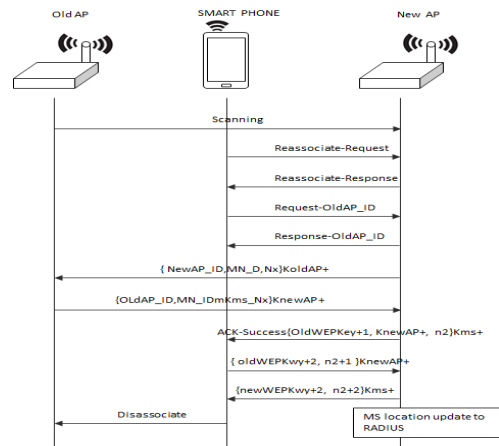 Old AP
SMART PHONE
New AP
Scanning
Reassociate-Request
Reassociate-Response
Request-OldAP_ID
Response-OldAP_ID
{ NewAP_ID,MN_D,Nx}KoldAP+
{OLdAP_ID,MN_IDmKms_Nx}KnewAP+
ACK-Success{OldWEPKey+1, KnewAP+, n2}Kms+
{ oldWEPKwy+2, n2+1 }KnewAP+
{newWEPKwy+2, n2+2}Kms+
Disassociate
MS location update to
RADIUS